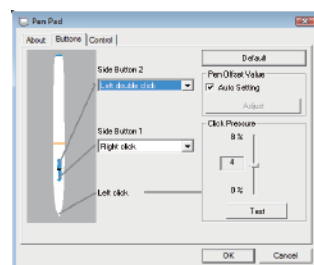 Pen Pad
About Buttons Control
Default
Side Button 2
Left double click
Pen Offset Value
Auto Setting
Adjust
Side Button 1
Right click
Click Pressure
8 %
4
0 %
Left click
Test
OK Cancel